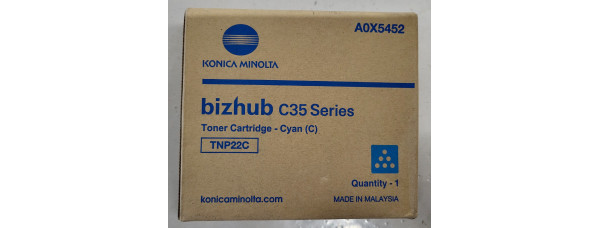 A0X5452
KONICA MINOLTA
bizhub C35 Series
Toner Cartridge - Cyan (C)
TNP22C
Quantity - 1
konicaminolta.com
MADE IN MALAYSIA